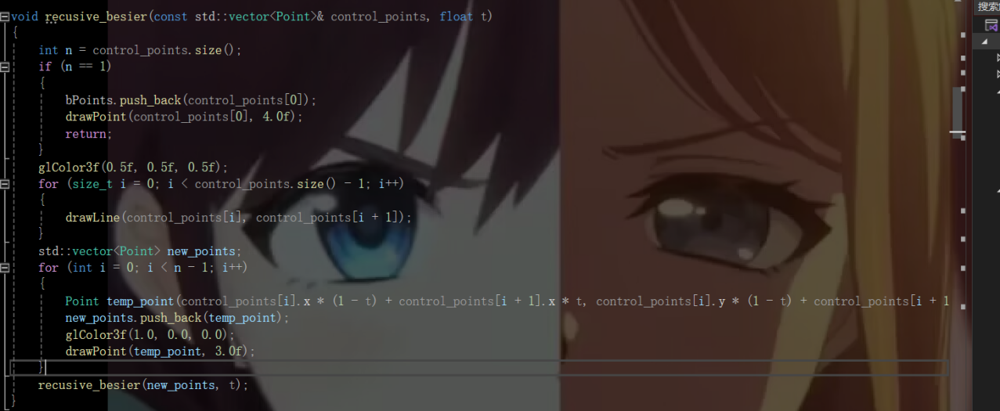 搜索
void recusive_besier(const std::vector<Point>& control_points, float t)
{
    int n = control_points.size();
    if (n == 1)
    {
        bPoints.push_back(control_points[0]);
        drawPoint(control_points[0], 4.0f);
        return;
    }
    glColor3f(0.5f, 0.5f, 0.5f);
    for (size_t i = 0; i < control_points.size() - 1; i++)
    {
        drawLine(control_points[i], control_points[i + 1]);
    }
    std::vector<Point> new_points;
    for (int i = 0; i < n - 1; i++)
    {
        Point temp_point(control_points[i].x * (1 - t) + control_points[i + 1].x * t, control_points[i].y * (1 - t) + control_points[i + 1
        new_points.push_back(temp_point);
        glColor3f(1.0, 0.0, 0.0);
        drawPoint(temp_point, 3.0f);
    }
    recusive_besier(new_points, t);
}